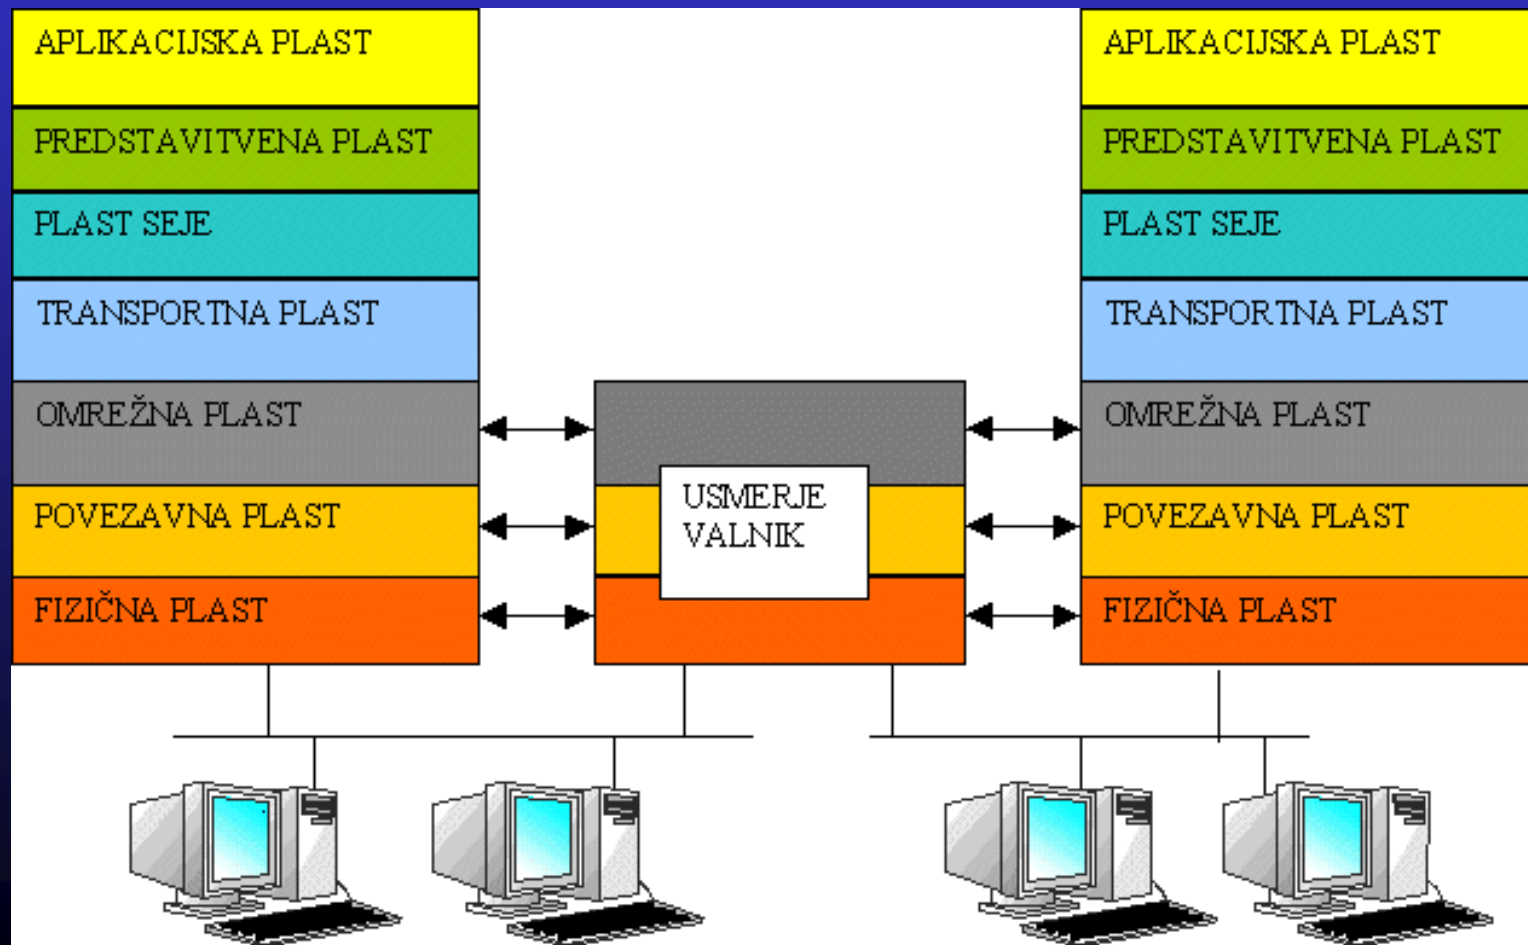 APLIKACIJSKA PLAST
PREDSTAVITVENA PLAST
PLAST SEJE
TRANSPORTNA PLAST
OMREŽNA PLAST
POVEZAVNA PLAST
FIZIČNA PLAST
USMERJE
VALNIK
APLIKACIJSKA PLAST
PREDSTAVITVENA PLAST
PLAST SEJE
TRANSPORTNA PLAST
OMREŽNA PLAST
POVEZAVNA PLAST
FIZIČNA PLAST